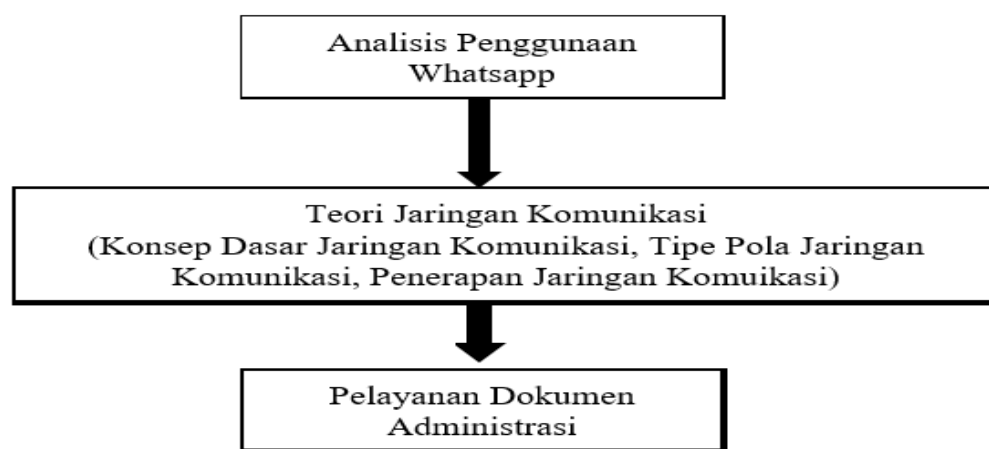 Analisis Penggunaan
Whatsapp
Teori Jaringan Komunikasi
(Konsep Dasar Jaringan Komunikasi, Tipe Pola Jaringan
Komunikasi, Penerapan Jaringan Komuikasi)
Pelayanan Dokumen
Administrasi